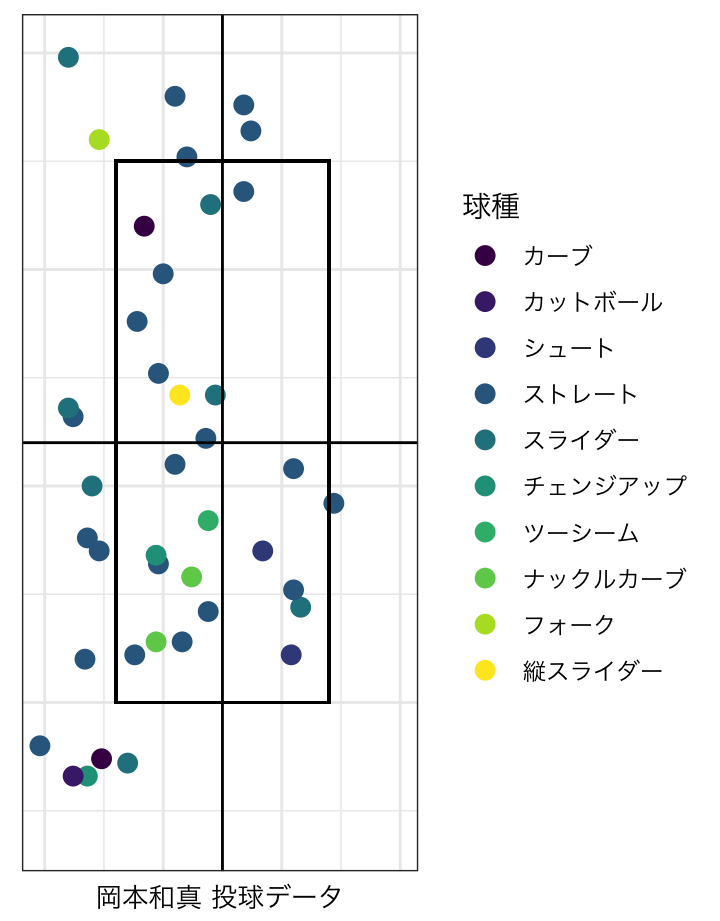 球種
カーブ
カットボール
シュート
ストレート
スライダー
チェンジアップ
ツーシーム
ナックルカーブ
フォーク
縦スライダー
岡本和真 投球データ